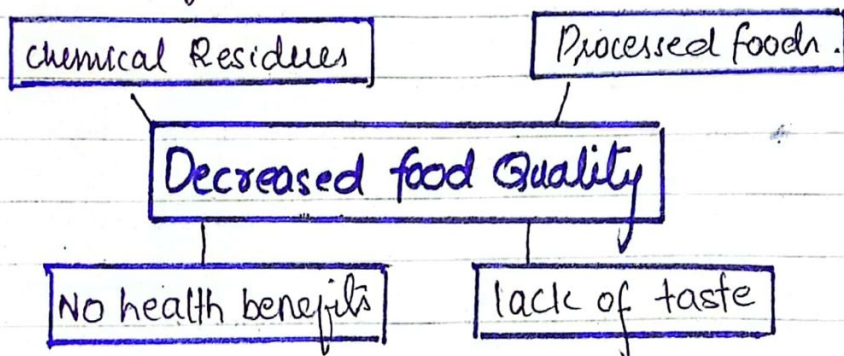 Chemical Residues
Processed foods.
Decreased food Quality
No health benefits
lack of taste